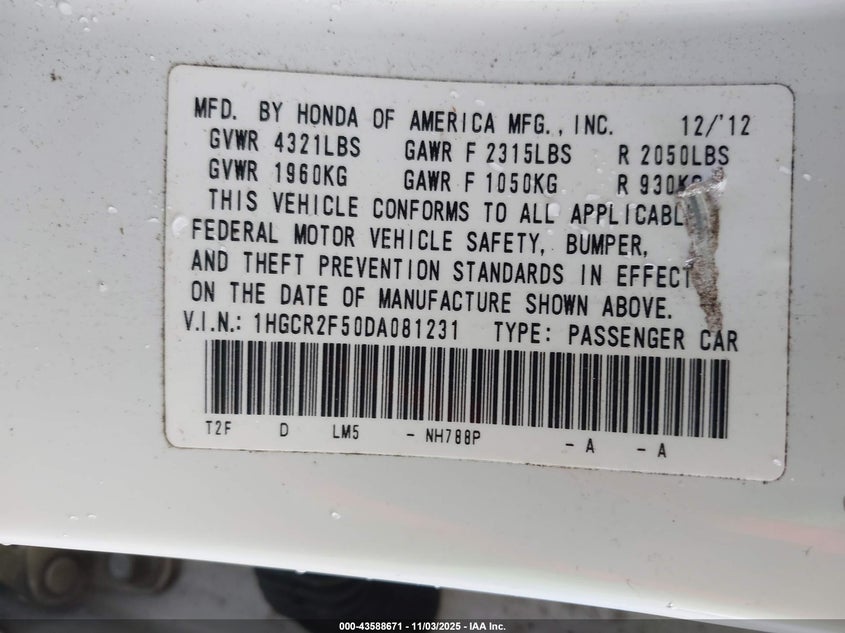 MFD. BY HONDA OF AMERICA MFG., INC. 12/'12
GVWR 4321LBS GAWR F 2315LBS R 2050LBS
GVWR 1960KG GAWR F 1050KG R 930KG
THIS VEHICLE CONFORMS TO ALL APPLICABL
FEDERAL MOTOR VEHICLE SAFETY, BUMPER,
AND THEFT PREVENTION STANDARDS IN EFFECT
ON THE DATE OF MANUFACTURE SHOWN ABOVE.
V.I.N.: 1HGCR2F50DA081231 TYPE: PASSENGER CAR
T2F D LM5 - NH788P - A - A
000-43588671 - 11/03/2025 - IAA Inc.